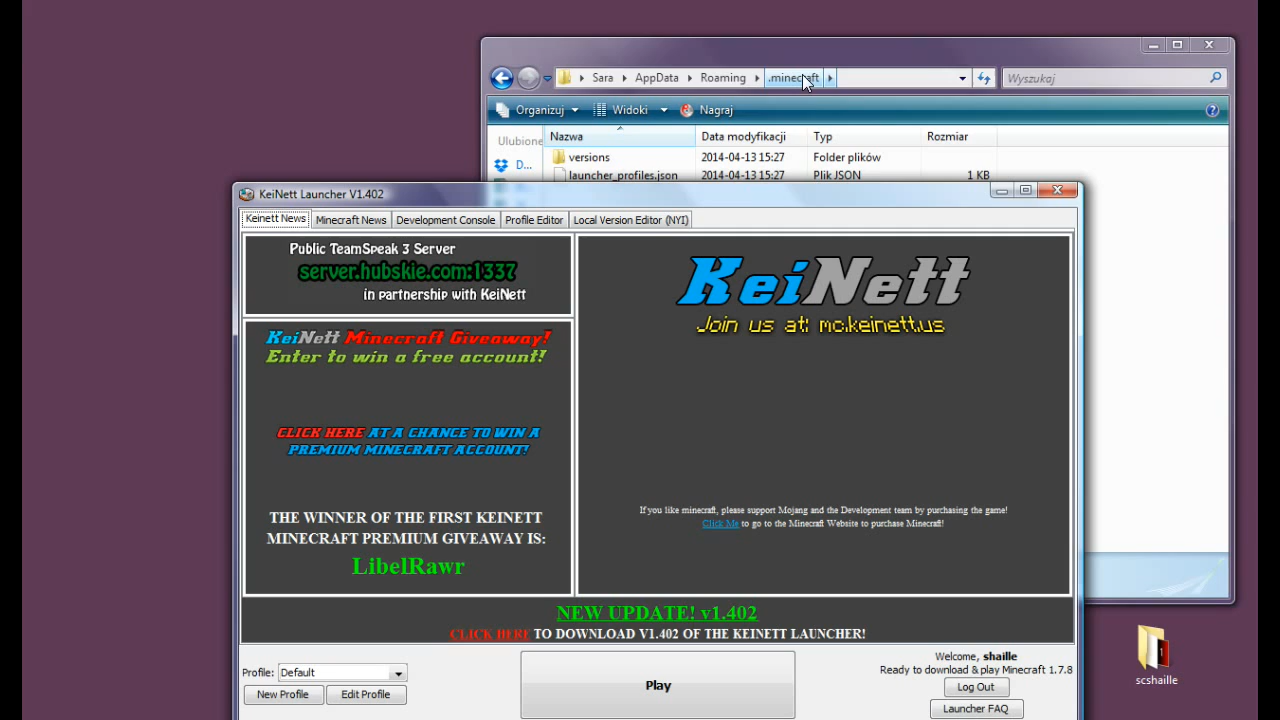 Sara AppData Roaming .minecraft Wyszukaj
Organizuj Widoki Nagraj
Ulubione Nazwa Data modyfikacji Typ Rozmiar
D... versions 2014-04-13 15:27 Folder plików
launcher_profiles.json 2014-04-13 15:27 Plik JSON 1 KB
KeiNett Launcher V1.402
Keinett News Minecraft News Development Console Profile Editor Local Version Editor (NYI)
Public TeamSpeak 3 Server
server.hubskie.com:1337
in partnership with KeiNett
KeiNett Minecraft Giveaway!
Enter to win a free account!
CLICK HERE AT A CHANCE TO WIN A
PREMIUM MINECRAFT ACCOUNT!
THE WINNER OF THE FIRST KEINETT
MINECRAFT PREMIUM GIVEAWAY IS:
LibelRawr
KeiNett
Join us at: mc.keinett.us
If you like minecraft, please support Mojang and the Development team by purchasing the game!
Click Me to go to the Minecraft Website to purchase Minecraft!
NEW UPDATE! v1.402
CLICK HERE TO DOWNLOAD V1.402 OF THE KEINETT LAUNCHER!
Profile: Default
New Profile Edit Profile
Play
Welcome, shaille
Ready to download & play Minecraft 1.7.8
Log Out
Launcher FAQ
scshaille